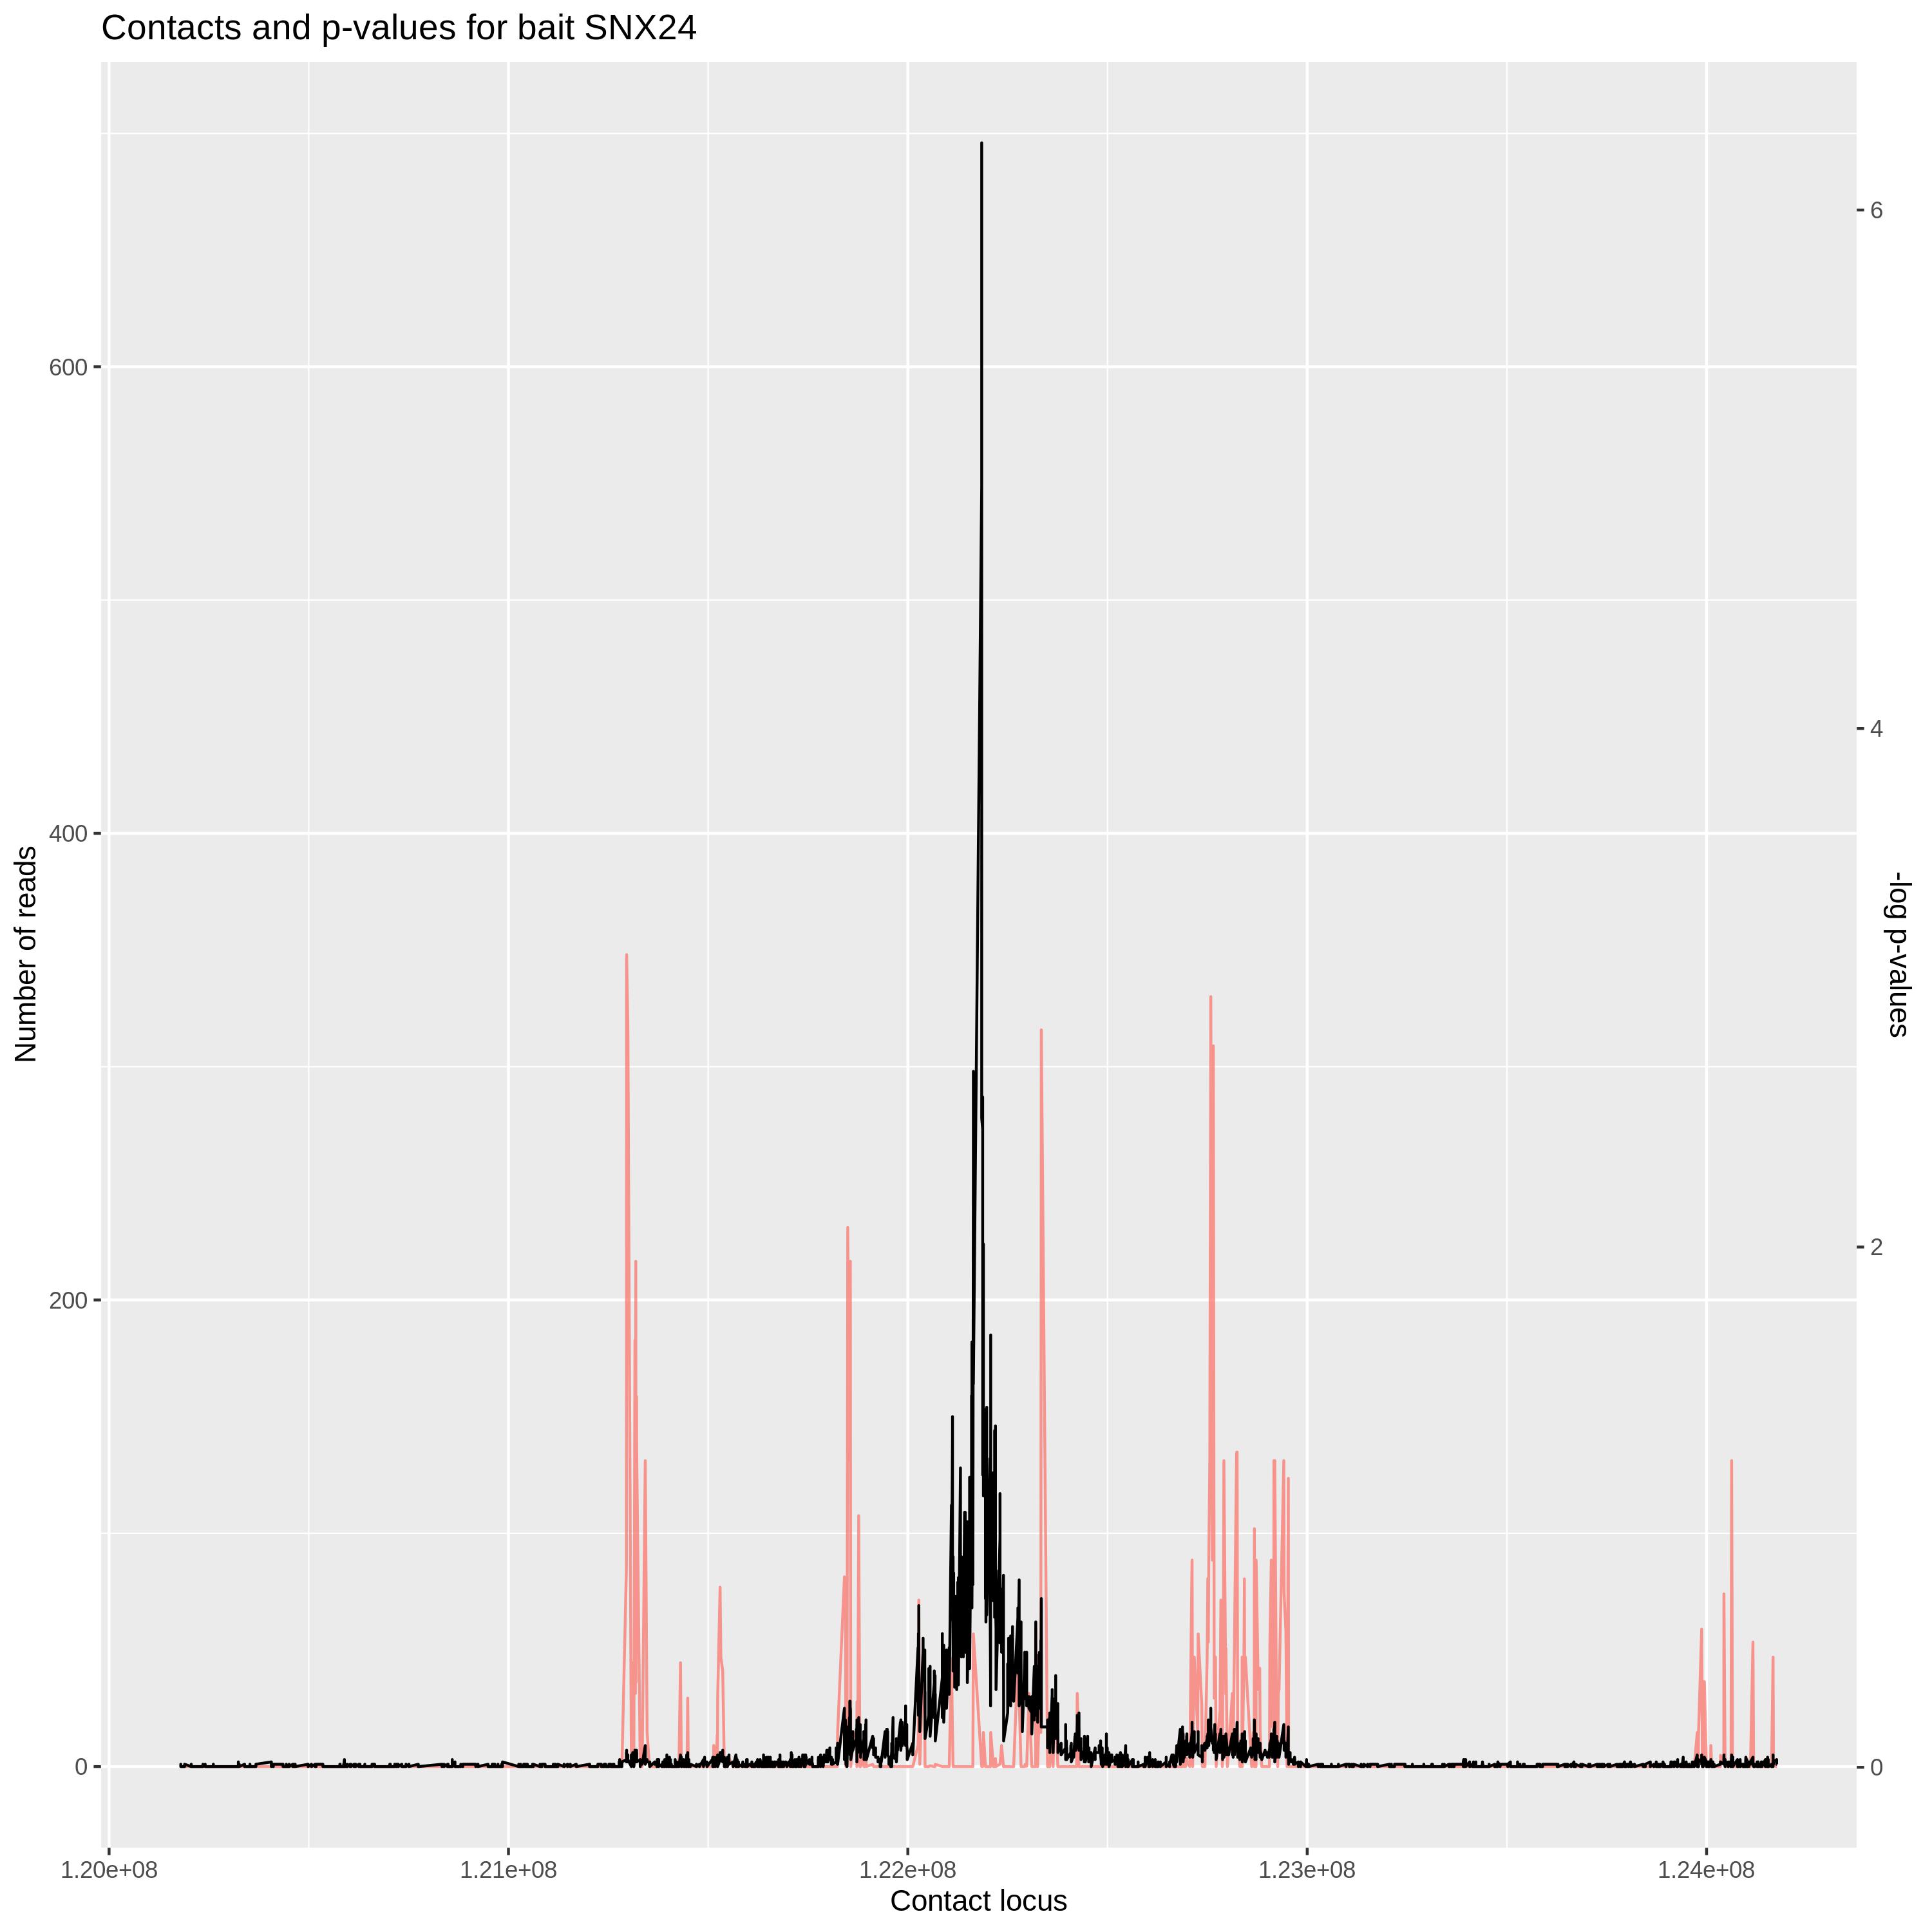 Contacts and p-values for bait SNX24
6
600
4
400
Number of reads
-log p-values
2
200
0
0
1.20e+08
1.21e+08
1.22e+08
1.23e+08
1.24e+08
Contact locus